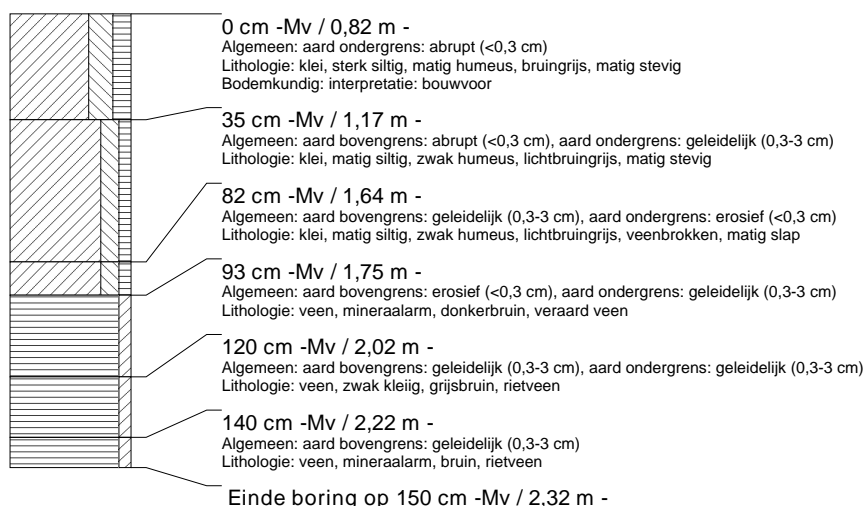 0 cm -Mv / 0,82 m -
Algemeen: aard ondergrens: abrupt (<0,3 cm)
Lithologie: klei, sterk siltig, matig humeus, bruingrijs, matig stevig
Bodemkundig: interpretatie: bouwvoor
35 cm -Mv / 1,17 m -
Algemeen: aard bovengrens: abrupt (<0,3 cm), aard ondergrens: geleidelijk (0,3-3 cm)
Lithologie: klei, matig siltig, zwak humeus, lichtbruingrijs, matig stevig
82 cm -Mv / 1,64 m -
Algemeen: aard bovengrens: geleidelijk (0,3-3 cm), aard ondergrens: erosief (<0,3 cm)
Lithologie: klei, matig siltig, zwak humeus, lichtbruingrijs, veenbrokken, matig slap
93 cm -Mv / 1,75 m -
Algemeen: aard bovengrens: erosief (<0,3 cm), aard ondergrens: geleidelijk (0,3-3 cm)
Lithologie: veen, mineraalarm, donkerbruin, veraard veen
120 cm -Mv / 2,02 m -
Algemeen: aard bovengrens: geleidelijk (0,3-3 cm), aard ondergrens: geleidelijk (0,3-3 cm)
Lithologie: veen, zwak kleiig, grijsbruin, rietveen
140 cm -Mv / 2,22 m -
Algemeen: aard bovengrens: geleidelijk (0,3-3 cm)
Lithologie: veen, mineraalarm, bruin, rietveen
Einde boring op 150 cm -Mv / 2,32 m -